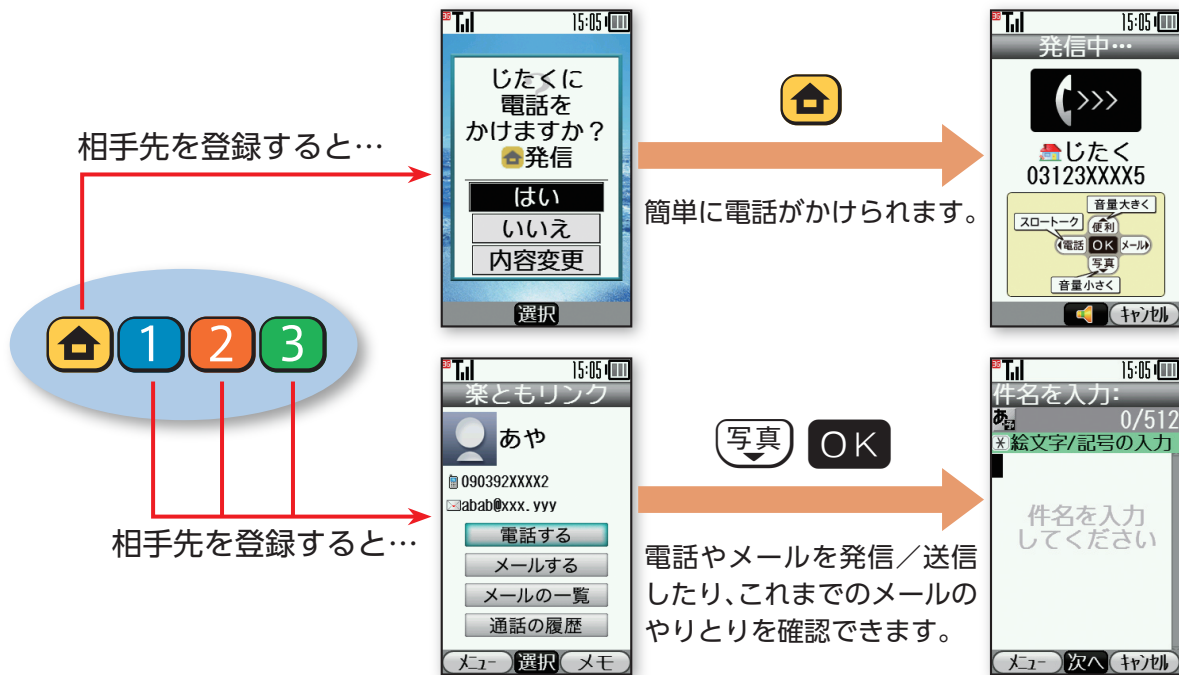 相手先を登録すると…
1 2 3
相手先を登録すると…
3G 15:05
じたくに
電話を
かけますか？
発信
はい
いいえ
内容変更
選択
簡単に電話がかけられます。
3G 15:05
発信中…
>>>
じたく
03123XXXX5
音量大きく
スロートーク
便利
電話 OK メール
写真
音量小さく
キャンセル
3G 15:05
楽ともリンク
あや
090392XXXX2
abab@xxx.yyy
電話する
メールする
メールの一覧
通話の履歴
メニュー 選択 メモ
写真 OK
電話やメールを発信／送信
したり、これまでのメールの
やりとりを確認できます。
3G 15:05
件名を入力:
あ字 0/512
*絵文字/記号の入力
件名を入力
してください
メニュー 次へ キャンセル